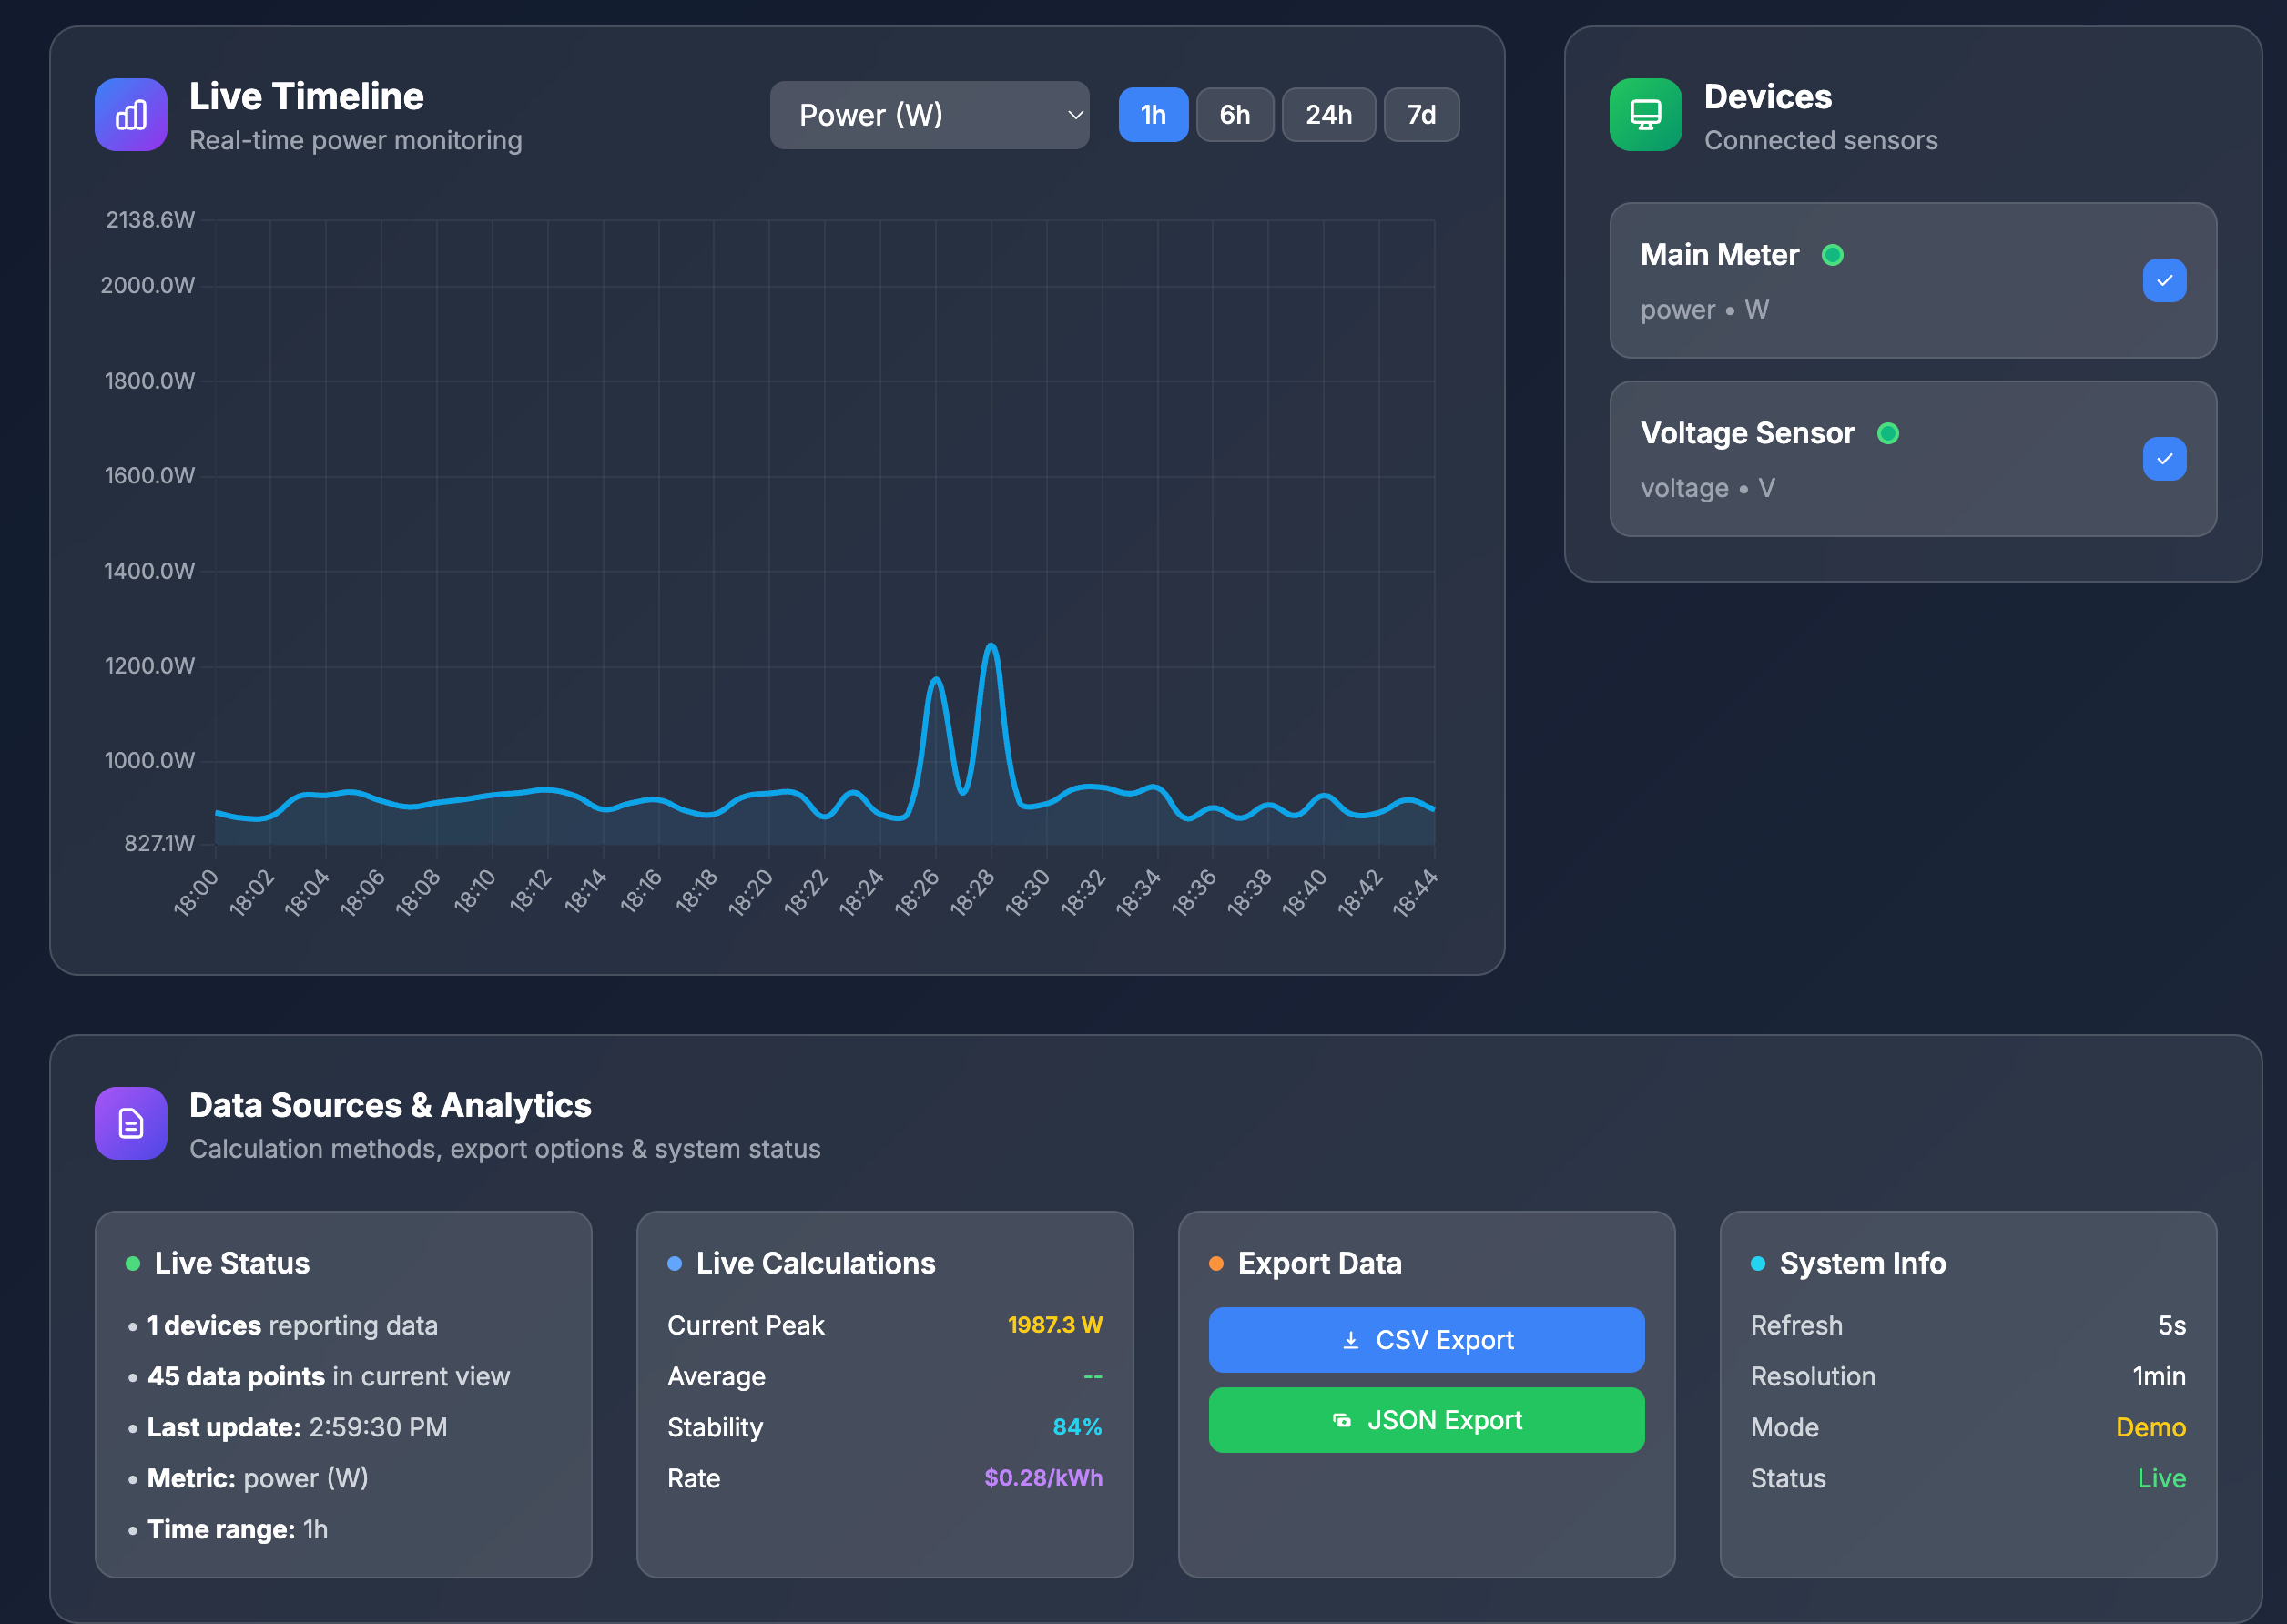 Live Timeline
Real-time power monitoring
Power (W)
1h
6h
24h
7d
2138.6W
2000.0W
1800.0W
1600.0W
1400.0W
1200.0W
1000.0W
827.1W
18:00
18:02
18:04
18:06
18:08
18:10
18:12
18:14
18:16
18:18
18:20
18:22
18:24
18:26
18:28
18:30
18:32
18:34
18:36
18:38
18:40
18:42
18:44
Devices
Connected sensors
Main Meter
power • W
Voltage Sensor
voltage • V
Data Sources & Analytics
Calculation methods, export options & system status
Live Status
• 1 devices reporting data
• 45 data points in current view
• Last update: 2:59:30 PM
• Metric: power (W)
• Time range: 1h
Live Calculations
Current Peak 1987.3 W
Average --
Stability 84%
Rate $0.28/kWh
Export Data
CSV Export
JSON Export
System Info
Refresh 5s
Resolution 1min
Mode Demo
Status Live